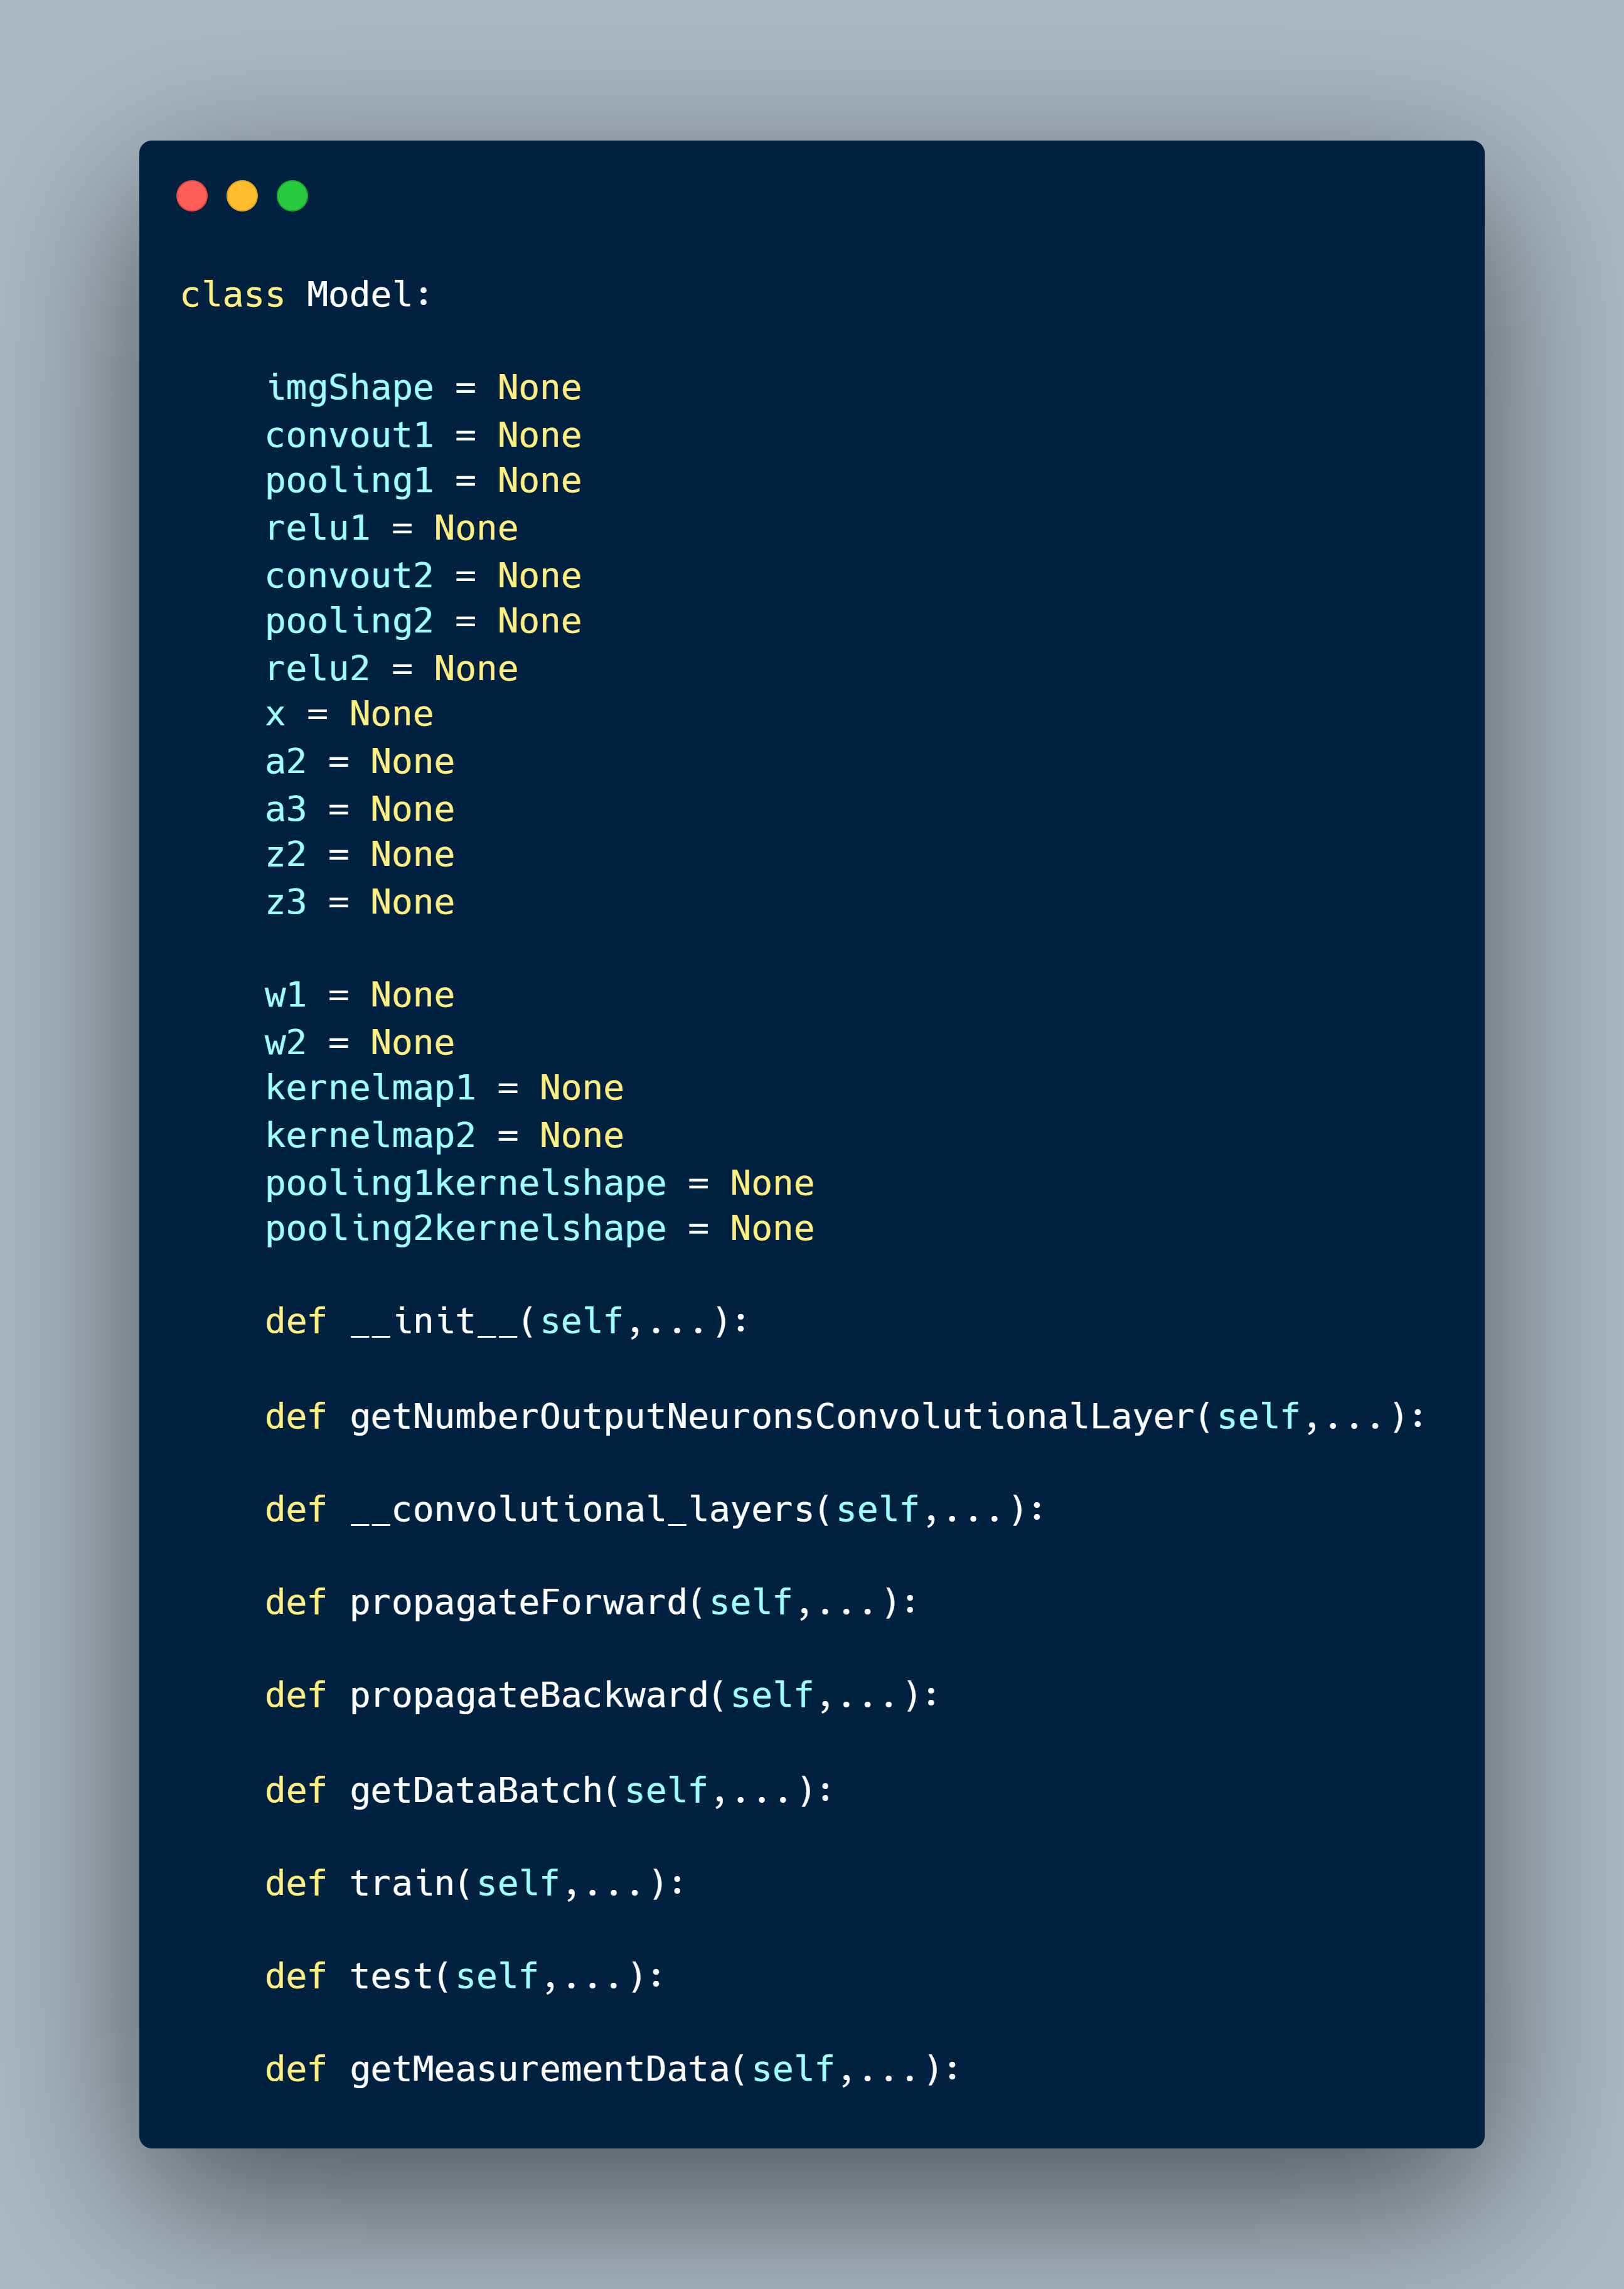 class Model:
imgShape = None
convout1 = None
pooling1 = None
relu1 = None
convout2 = None
pooling2 = None
relu2 = None
x = None
a2 = None
a3 = None
z2 = None
z3 = None
w1 = None
w2 = None
kernelmap1 = None
kernelmap2 = None
pooling1kernelshape = None
pooling2kernelshape = None
def __init__(self,...):
def getNumberOutputNeuronsConvolutionalLayer(self,...):
def __convolutional_layers(self,...):
def propagateForward(self,...):
def propagateBackward(self,...):
def getDataBatch(self,...):
def train(self,...):
def test(self,...):
def getMeasurementData(self,...):